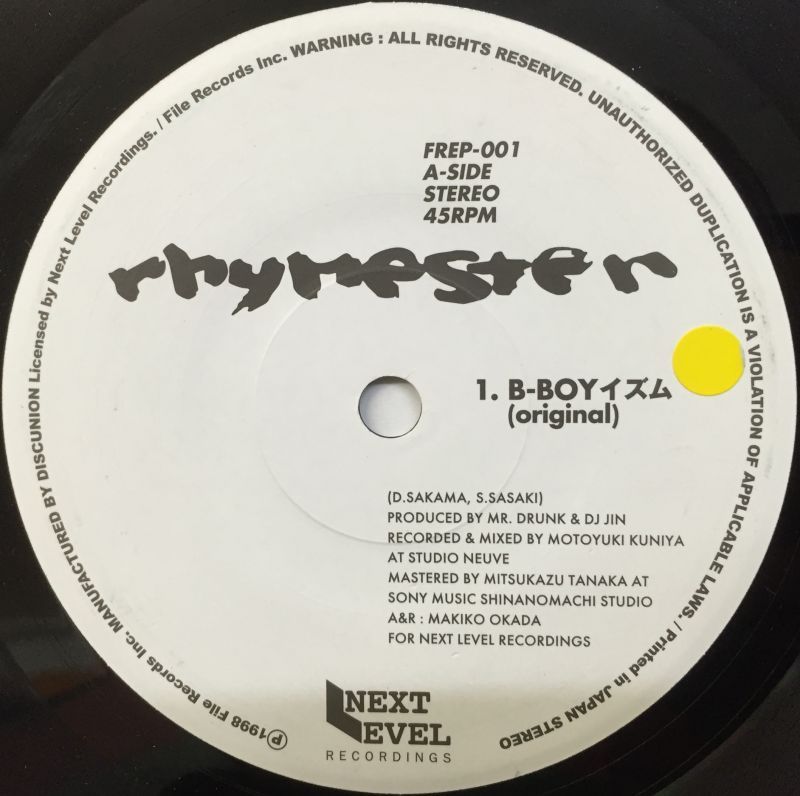 ℗1998 File Records Inc. MANUFACTURED BY DISCUNION Licensed by Next Level Recordings. / File Records Inc. WARNING : ALL RIGHTS RESERVED. UNAUTHORIZED DUPLICATION IS A VIOLATION OF APPLICABLE LAWS. / Printed in JAPAN STEREO
FREP-001
A-SIDE
STEREO
45RPM
rhymester
1. B-BOYイズム
(original)
(D.SAKAMA, S.SASAKI)
PRODUCED BY MR. DRUNK & DJ JIN
RECORDED & MIXED BY MOTOYUKI KUNIYA
AT STUDIO NEUVE
MASTERED BY MITSUKAZU TANAKA AT
SONY MUSIC SHINANOMACHI STUDIO
A&R : MAKIKO OKADA
FOR NEXT LEVEL RECORDINGS
NEXT
LEVEL
RECORDINGS